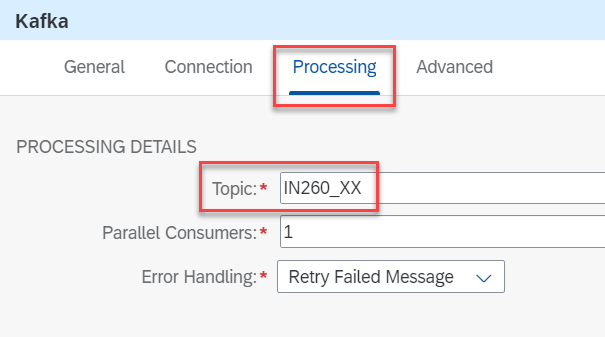 Kafka
General Connection Processing Advanced
PROCESSING DETAILS
Topic:* IN260_XX
Parallel Consumers:* 1
Error Handling:* Retry Failed Message